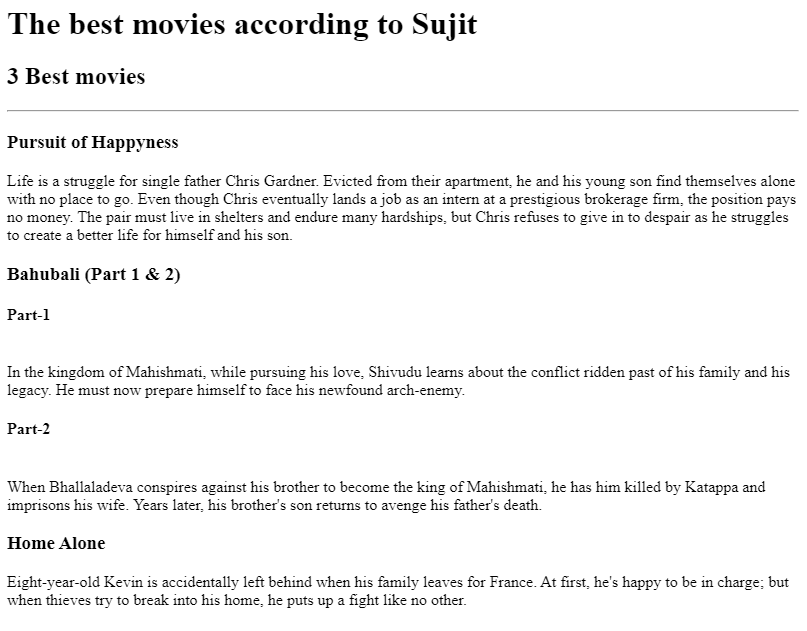 The best movies according to Sujit
3 Best movies
Pursuit of Happyness
Life is a struggle for single father Chris Gardner. Evicted from their apartment, he and his young son find themselves alone
with no place to go. Even though Chris eventually lands a job as an intern at a prestigious brokerage firm, the position pays
no money. The pair must live in shelters and endure many hardships, but Chris refuses to give in to despair as he struggles
to create a better life for himself and his son.
Bahubali (Part 1 & 2)
Part-1
In the kingdom of Mahishmati, while pursuing his love, Shivudu learns about the conflict ridden past of his family and his
legacy. He must now prepare himself to face his newfound arch-enemy.
Part-2
When Bhallaladeva conspires against his brother to become the king of Mahishmati, he has him killed by Katappa and
imprisons his wife. Years later, his brother's son returns to avenge his father's death.
Home Alone
Eight-year-old Kevin is accidentally left behind when his family leaves for France. At first, he's happy to be in charge; but
when thieves try to break into his home, he puts up a fight like no other.